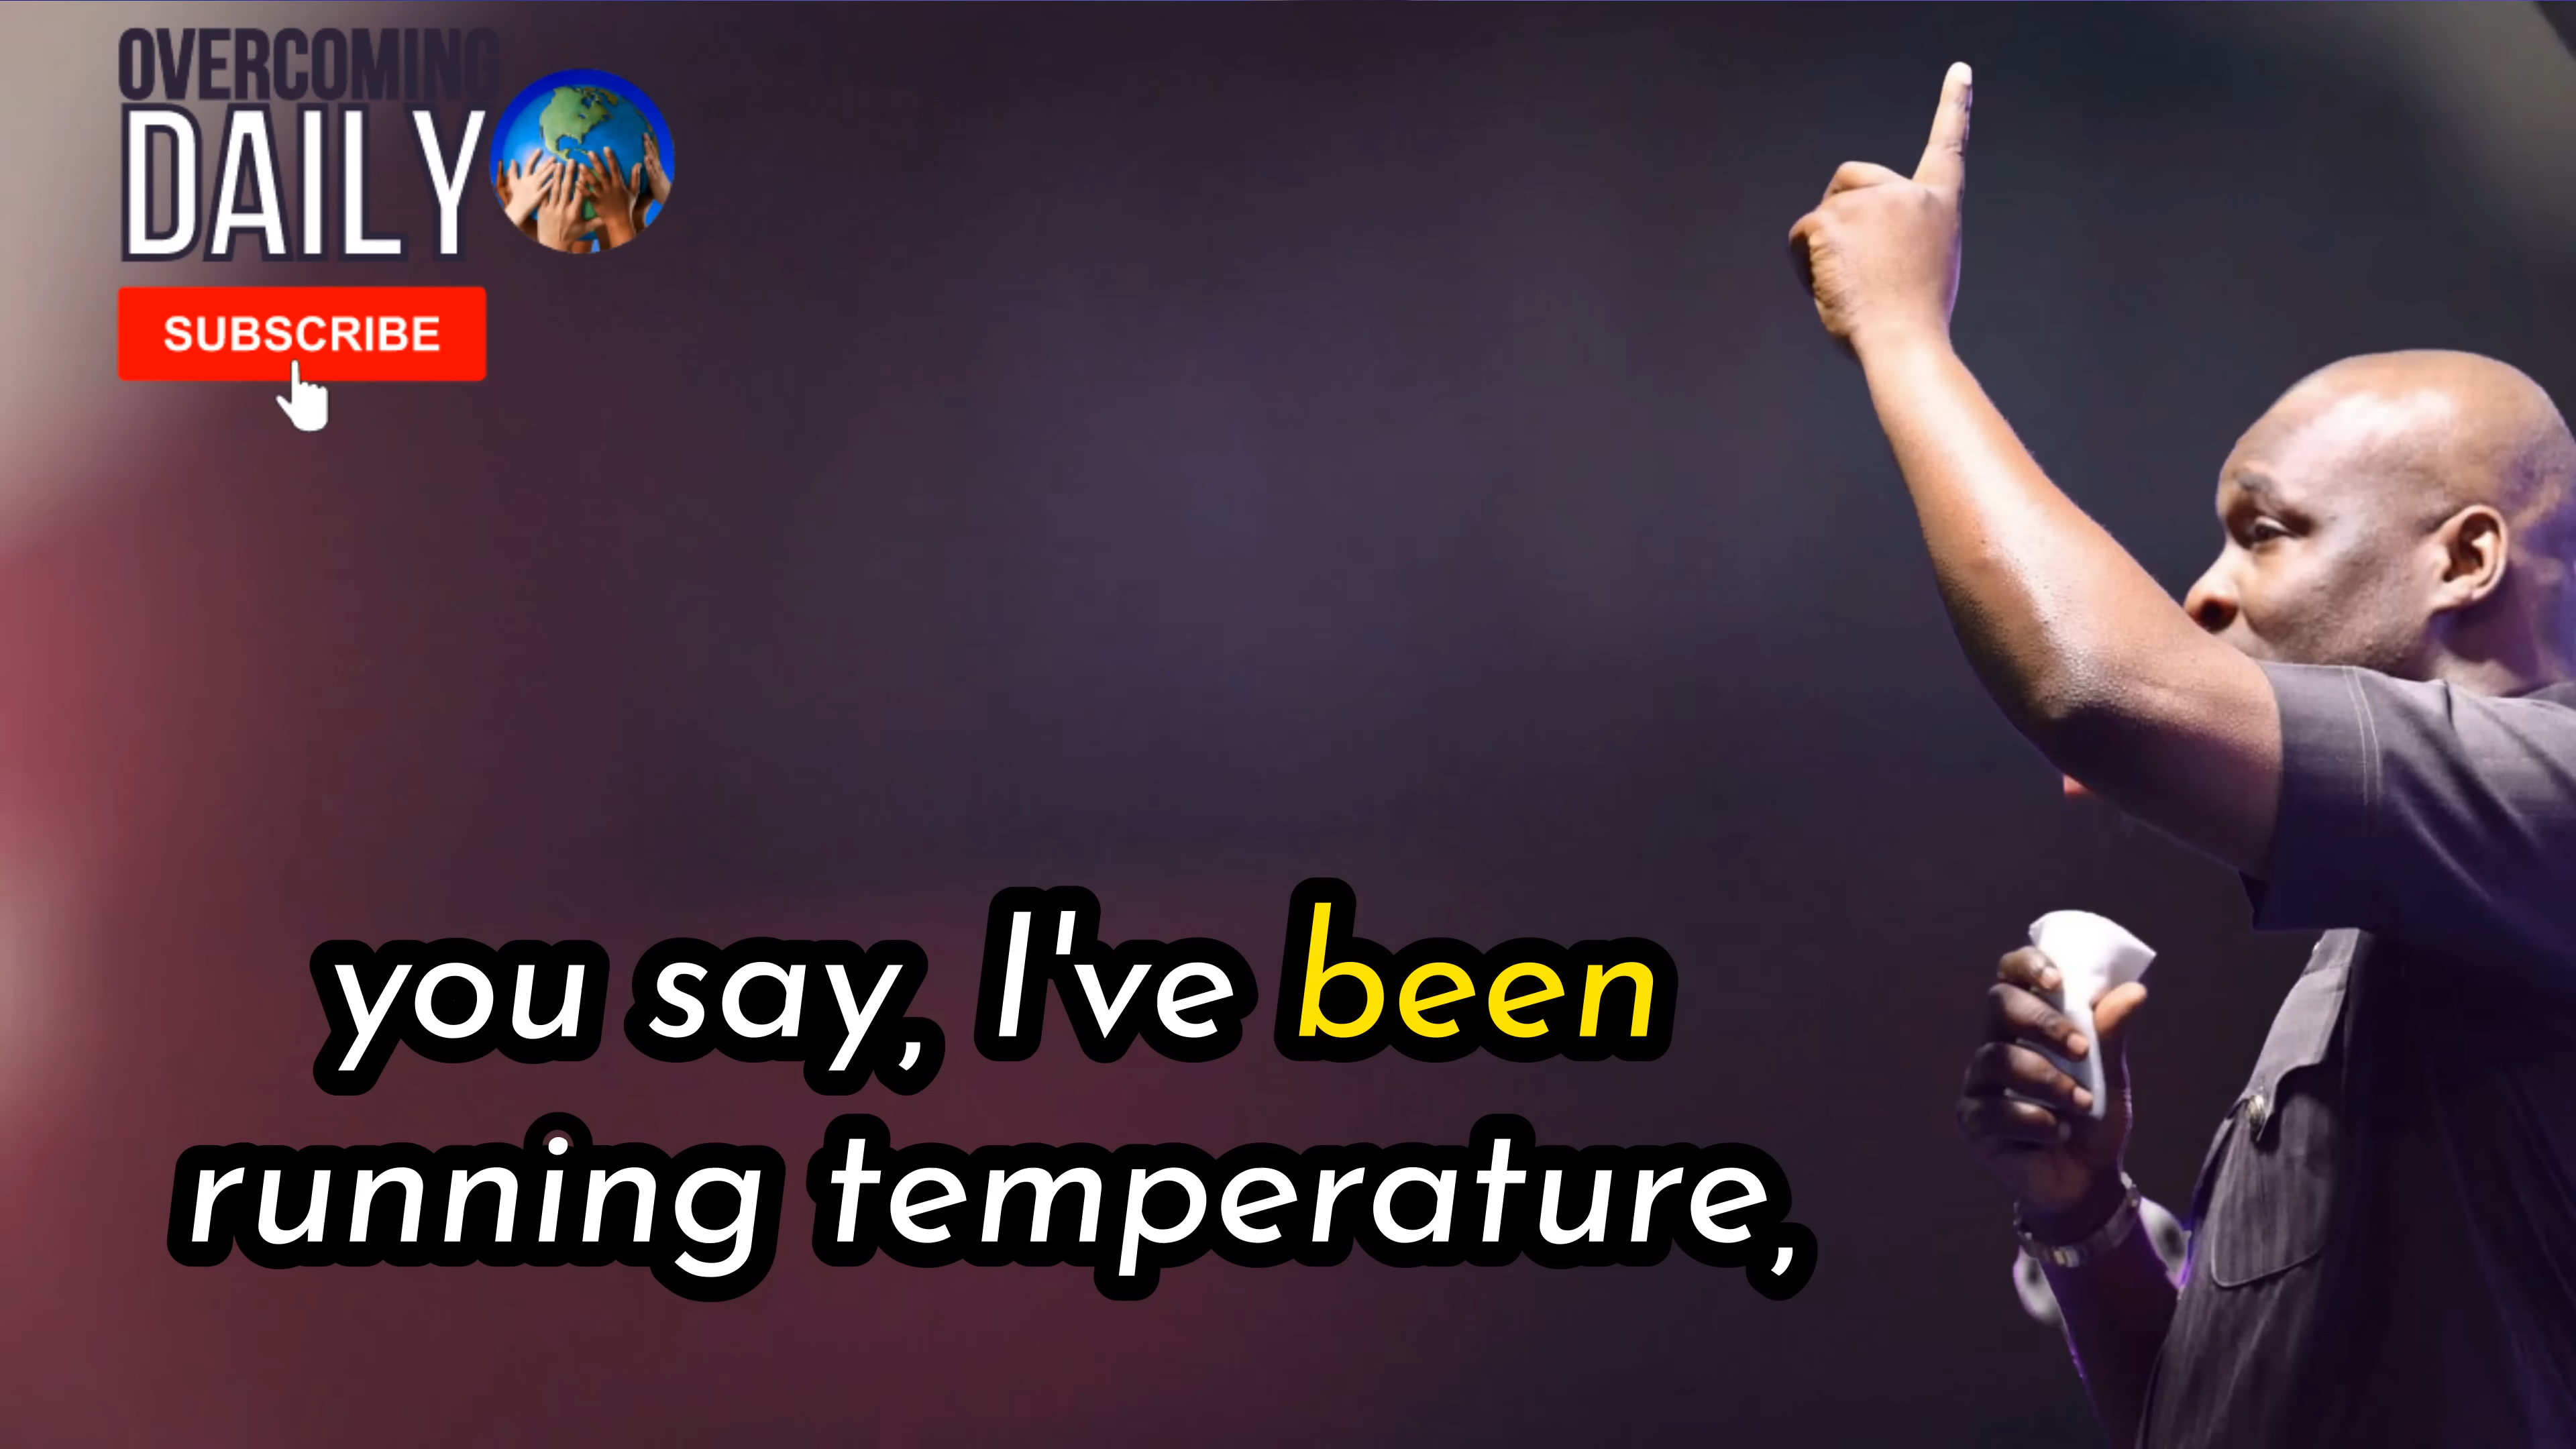 OVERCOMING
DAILY
SUBSCRIBE
you say, I've been
running temperature,